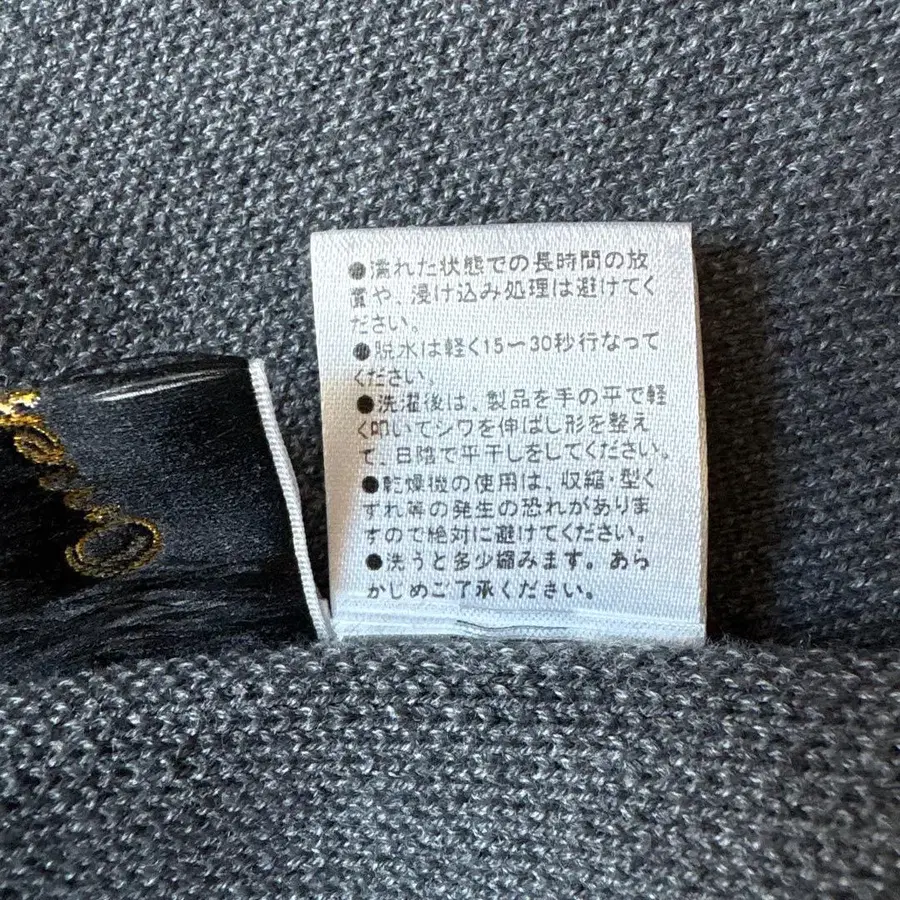 ●濡れた状態での長時間の放
置や、浸け込み処理は避けてく
ださい。
●脱水は軽く15～30秒行なって
ください。
●洗濯後は、製品を手の平で軽
く叩いてシワを伸ばし形を整え
て、日陰で平干しをしてください。
●乾燥機の使用は、収縮・型く
ずれ等の発生の恐れがありま
すので絶対に避けてください。
●洗うと多少縮みます。あら
かじめご了承ください。